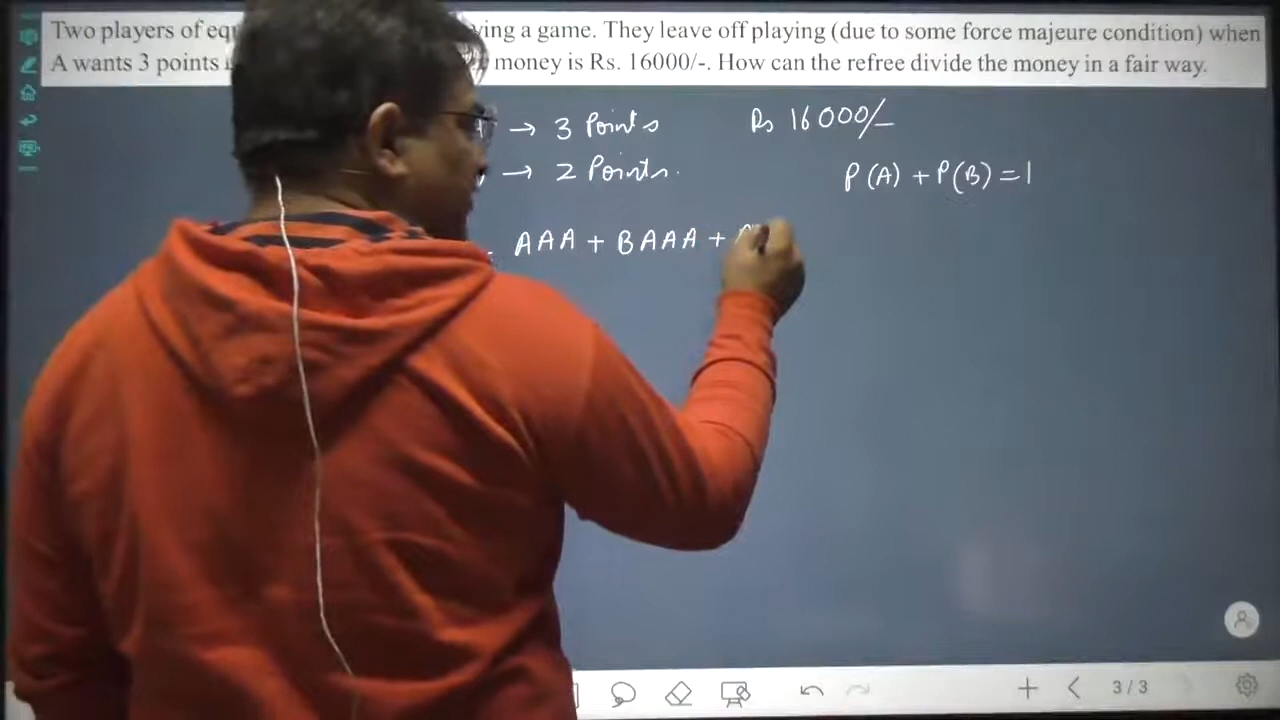 Two players of ing a game. They leave off playing (due to some force majeure condition) when
A wants 3 points money is Rs. 16000/-. How can the refree divide the money in a fair way.
→ 3 Points Rs 16000/-
→ 2 Points. P(A) + P(B) = 1
AAA + BAAA +
3 / 3